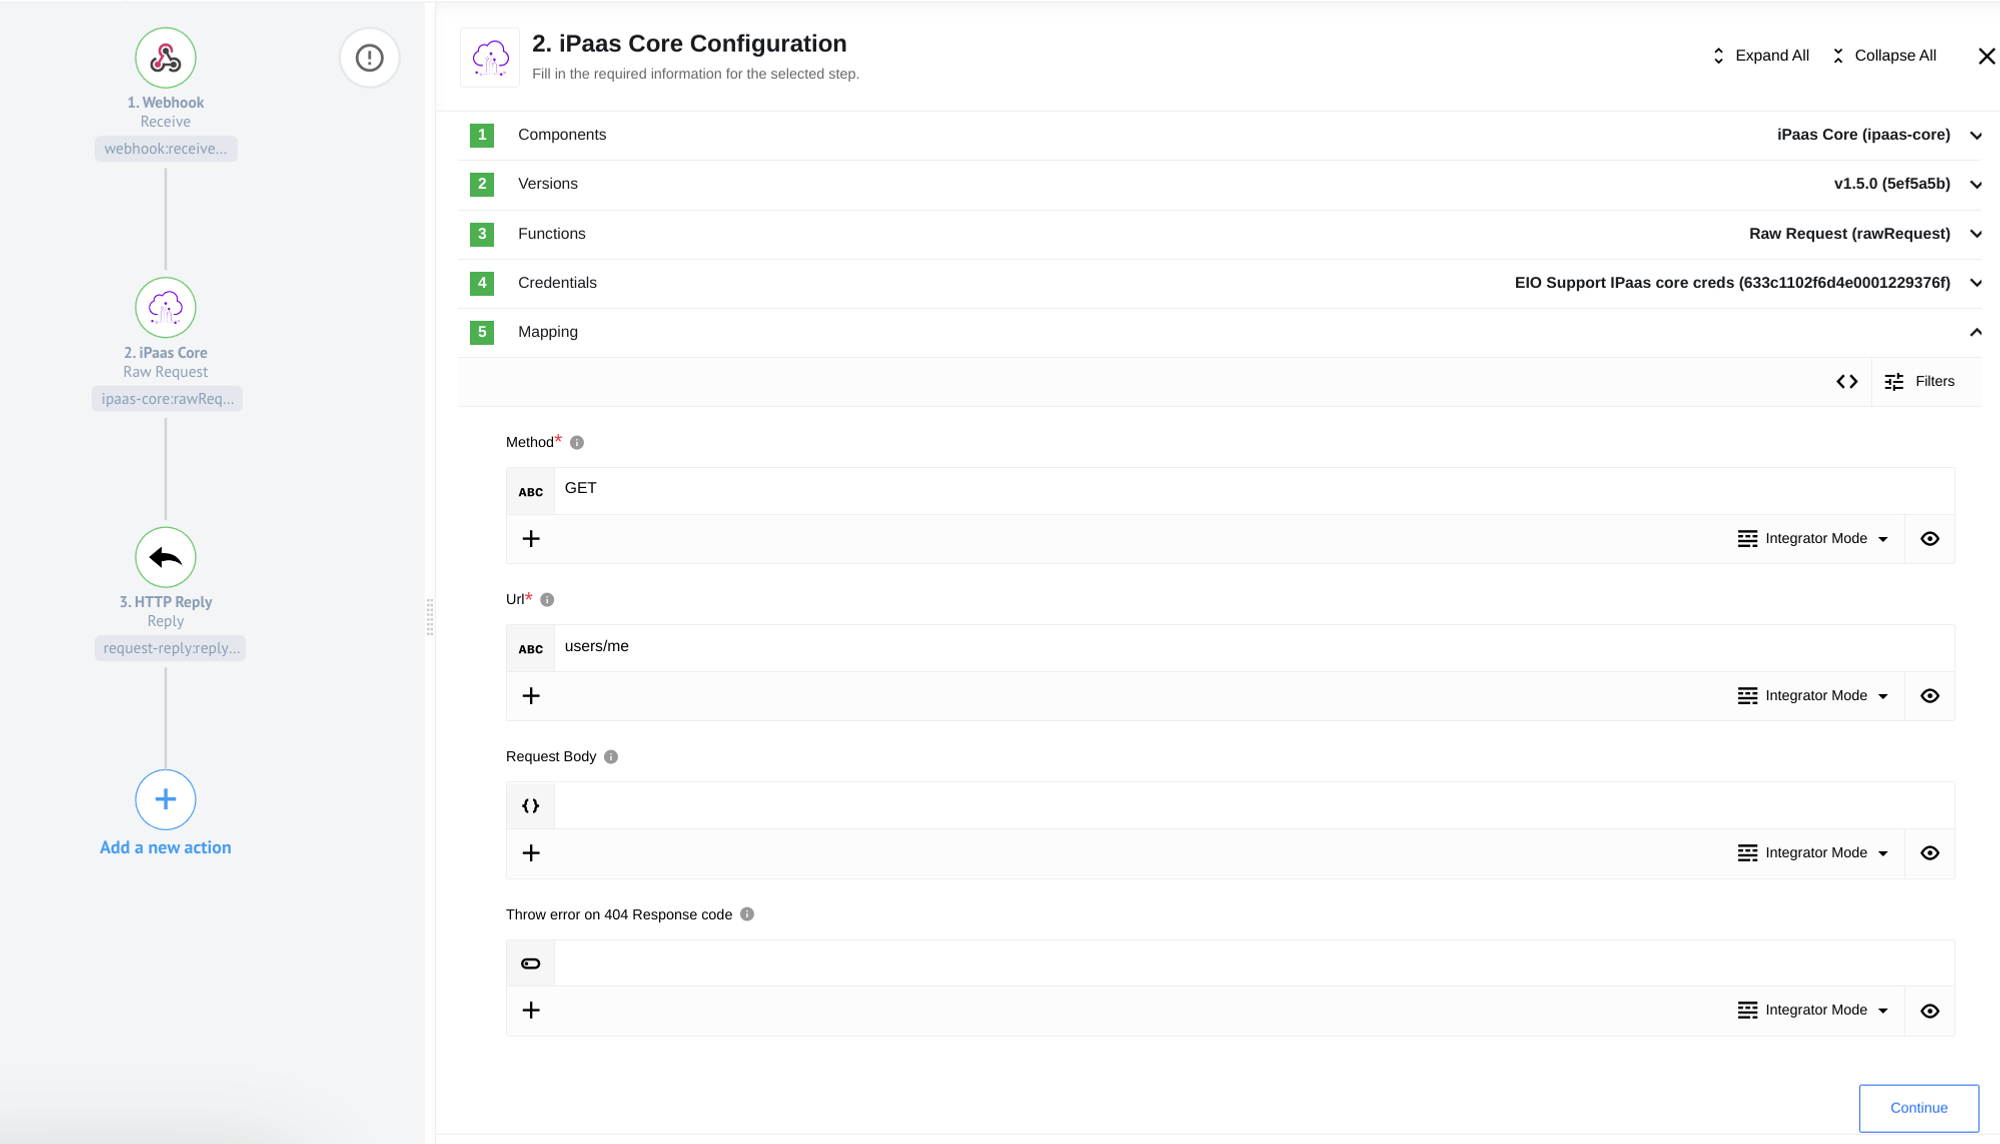 1. Webhook
Receive
webhook:receive...
2. iPaas Core
Raw Request
ipaas-core:rawReq...
3. HTTP Reply
Reply
request-reply:reply...
Add a new action
2. iPaas Core Configuration
Fill in the required information for the selected step.
Expand All
Collapse All
1 Components iPaas Core (ipaas-core)
2 Versions v1.5.0 (5ef5a5b)
3 Functions Raw Request (rawRequest)
4 Credentials EIO Support IPaas core creds (633c1102f6d4e0001229376f)
5 Mapping
Filters
Method*
ABC GET
Integrator Mode
Url*
ABC users/me
Integrator Mode
Request Body
{}
Integrator Mode
Throw error on 404 Response code
Integrator Mode
Continue